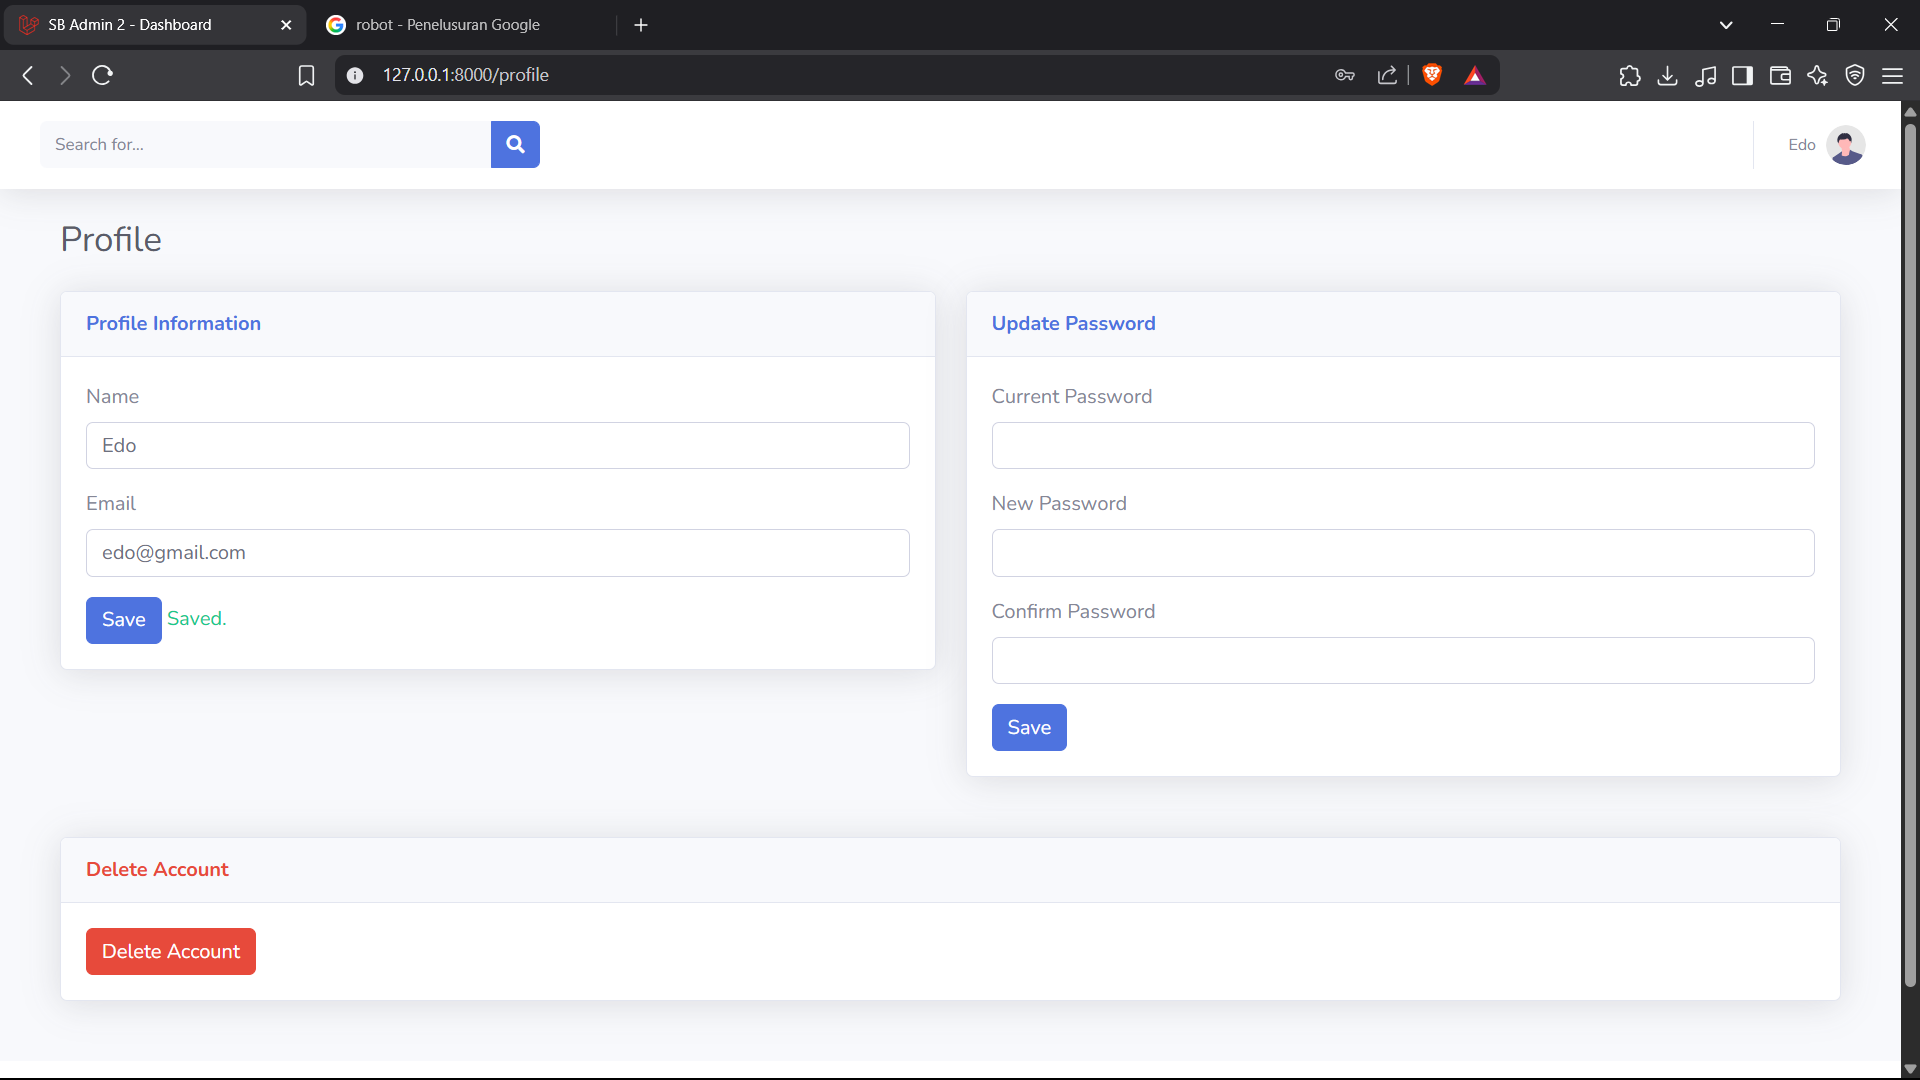 SB Admin 2 - Dashboard
robot - Penelusuran Google
127.0.0.1:8000/profile
Search for...
Edo
Profile
Profile Information
Name
Edo
Email
edo@gmail.com
Save Saved.
Update Password
Current Password
New Password
Confirm Password
Save
Delete Account
Delete Account